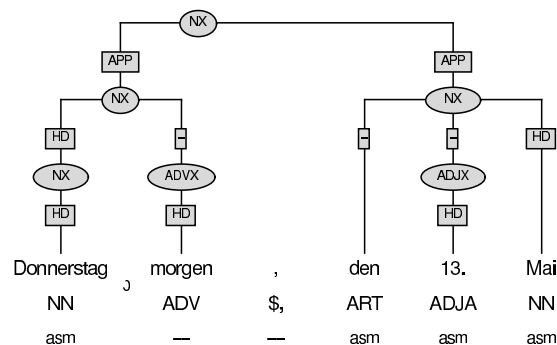 NX
APP APP
NX NX
HD - - HD
NX ADVX ADJX
HD HD HD
Donnerstag morgen , den 13. Mai
NN ADV $, ART ADJA NN
asm -- -- asm asm asm